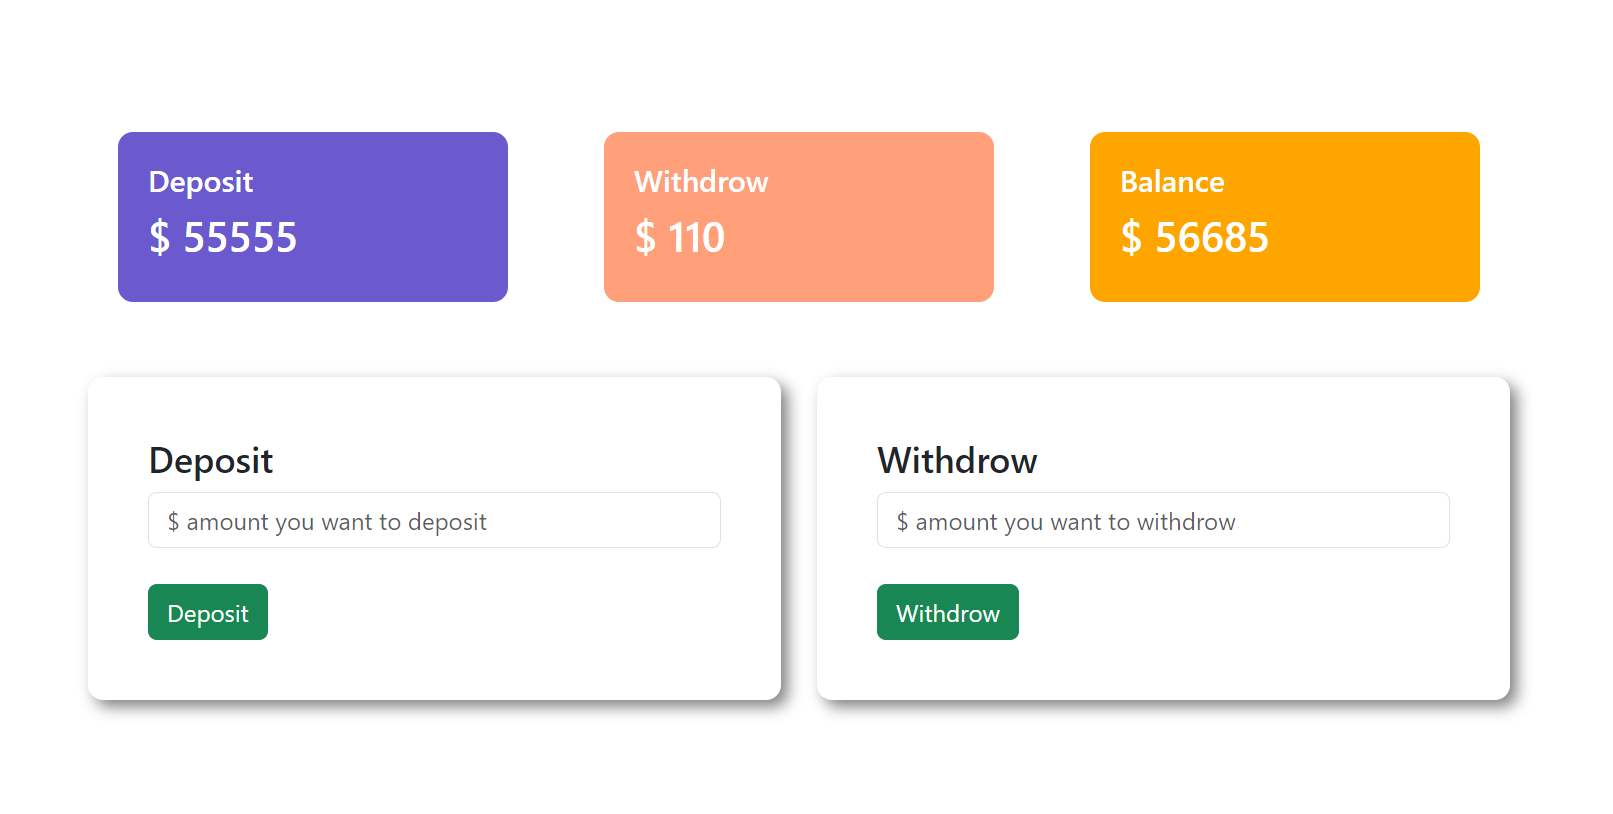 Deposit
$ 55555
Withdrow
$ 110
Balance
$ 56685
Deposit
$ amount you want to deposit
Deposit
Withdrow
$ amount you want to withdrow
Withdrow